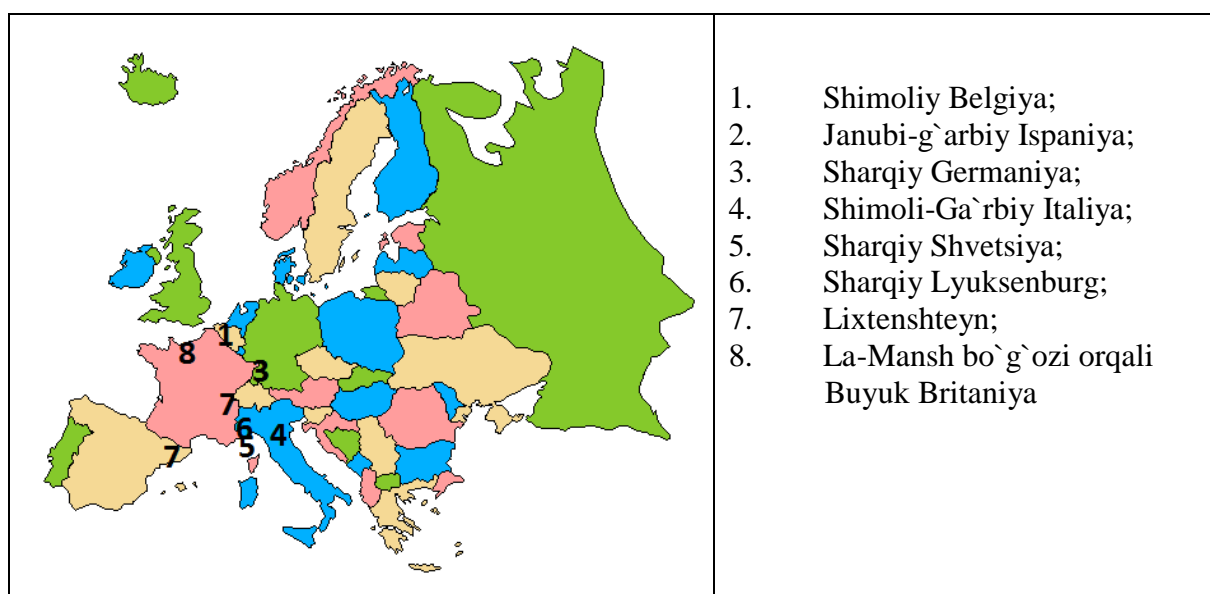 1
8
3
7
6
4
5
7
1. Shimoliy Belgiya;
2. Janubi-g`arbiy Ispaniya;
3. Sharqiy Germaniya;
4. Shimoli-Ga`rbiy Italiya;
5. Sharqiy Shvetsiya;
6. Sharqiy Lyuksenburg;
7. Lixtenshteyn;
8. La-Mansh bo`g`ozi orqali
Buyuk Britaniya